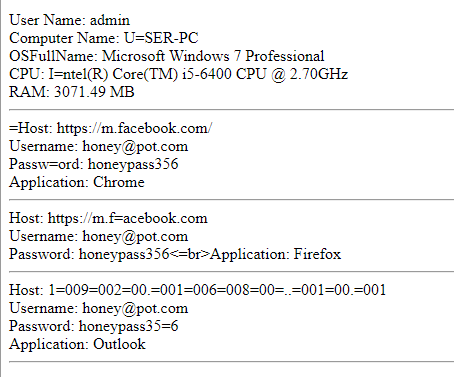 User Name: admin
Computer Name: U=SER-PC
OSFullName: Microsoft Windows 7 Professional
CPU: I=ntel(R) Core(TM) i5-6400 CPU @ 2.70GHz
RAM: 3071.49 MB
=Host: https://m.facebook.com/
Username: honey@pot.com
Passw=ord: honeypass356
Application: Chrome
Host: https://m.f=acebook.com
Username: honey@pot.com
Password: honeypass356<=br>Application: Firefox
Host: 1=009=002=00.=001=006=008=00=..=001=00.=001
Username: honey@pot.com
Password: honeypass35=6
Application: Outlook